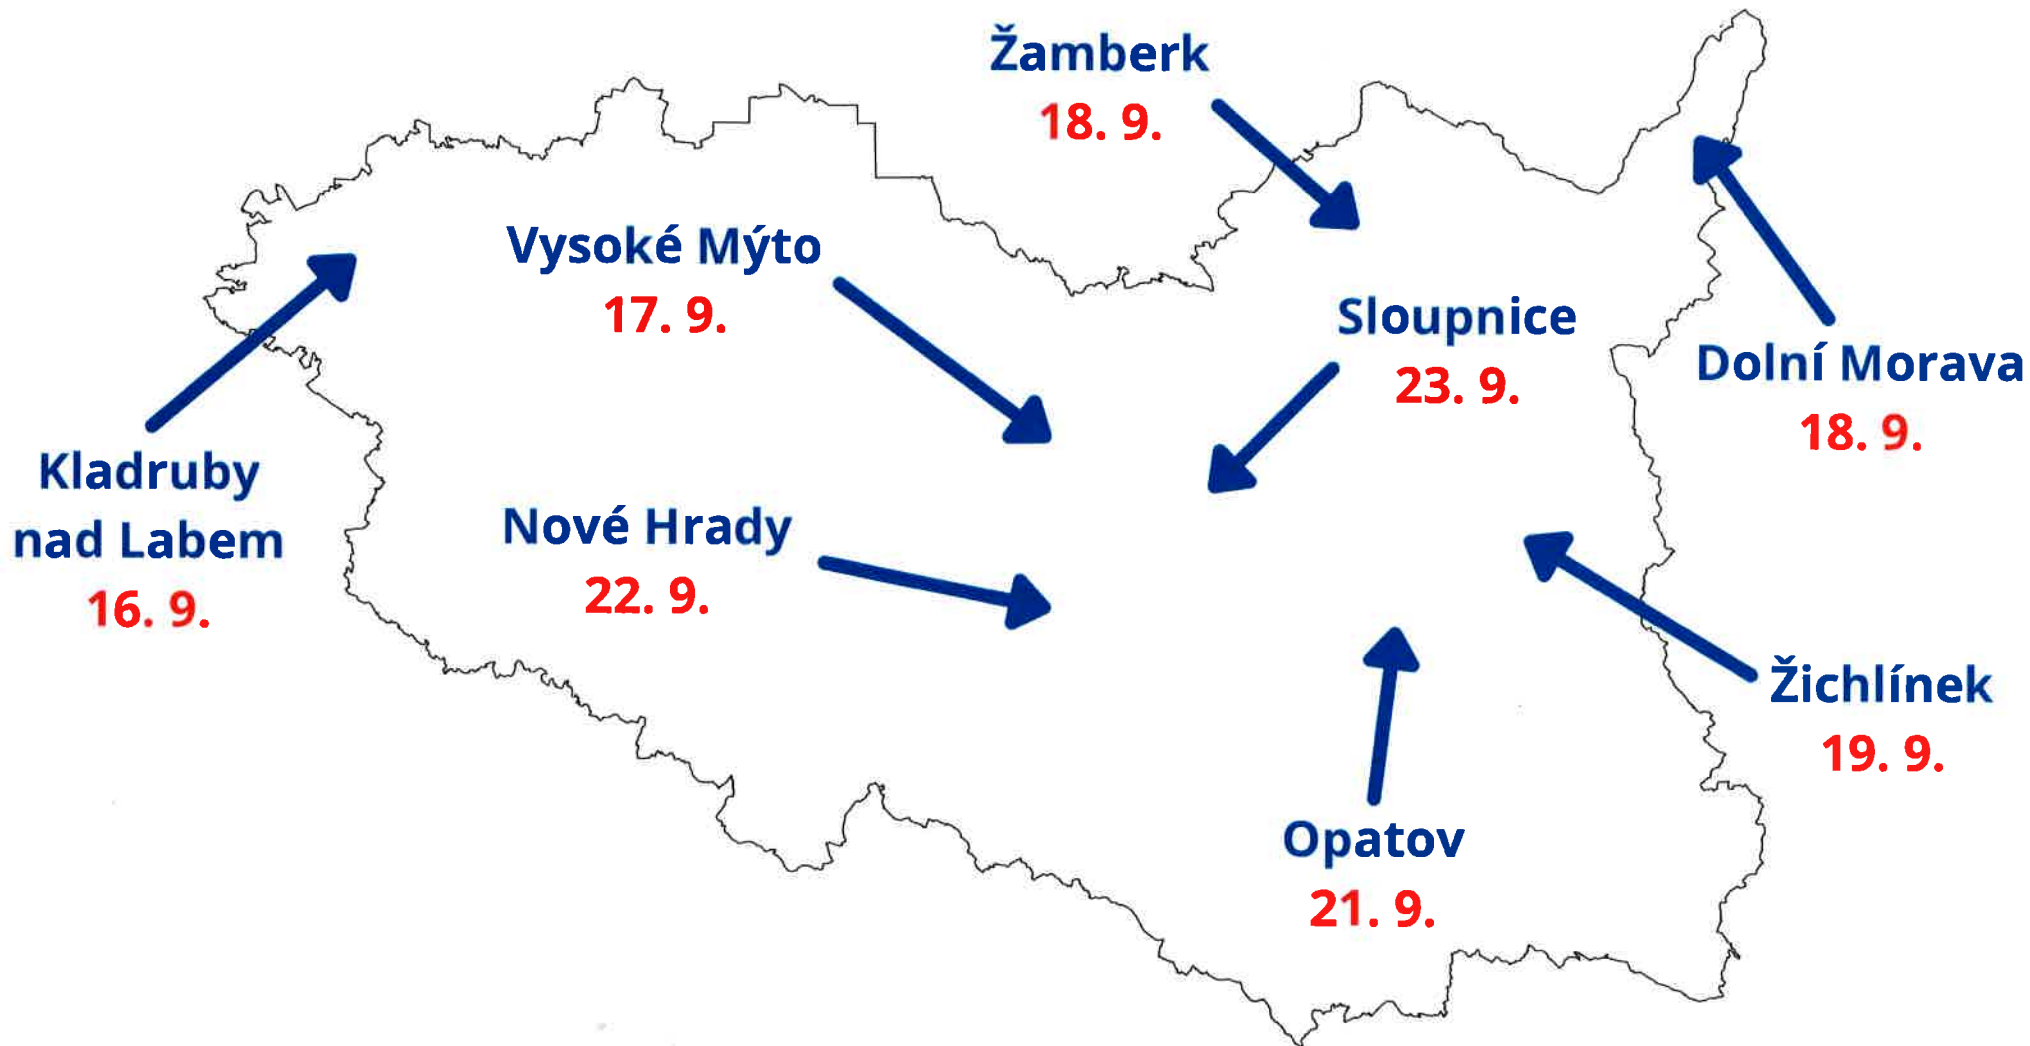 Žamberk
18. 9.
Vysoké Mýto
17. 9.
Sloupnice
23. 9.
Dolní Morava
18. 9.
Kladruby
nad Labem
16. 9.
Nové Hrady
22. 9.
Žichlínek
19. 9.
Opatov
21. 9.